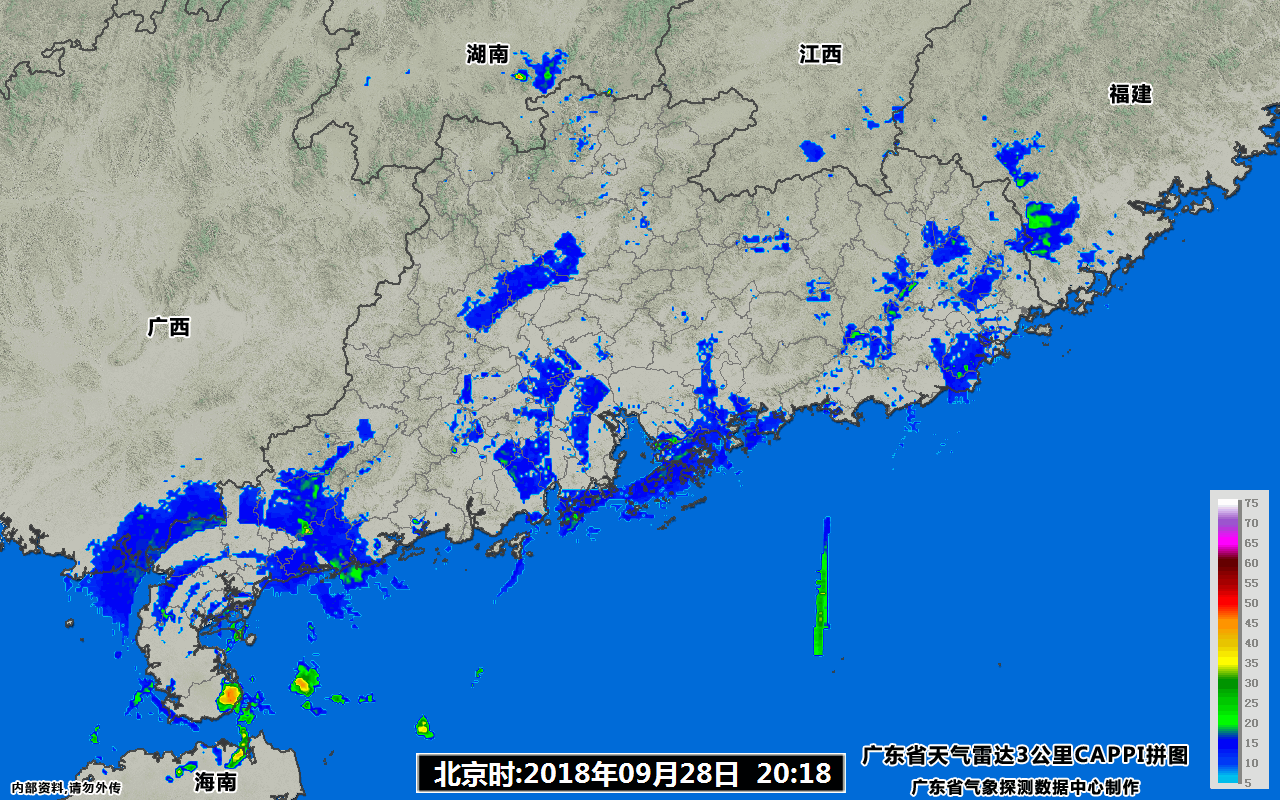 湖南
江西
福建
广西
75
70
65
60
55
50
45
40
35
30
25
20
15
10
5
广东省天气雷达3公里CAPPI拼图
北京时:2018年09月28日 20:18
海南
内部资料,请勿外传
广东省气象探测数据中心制作